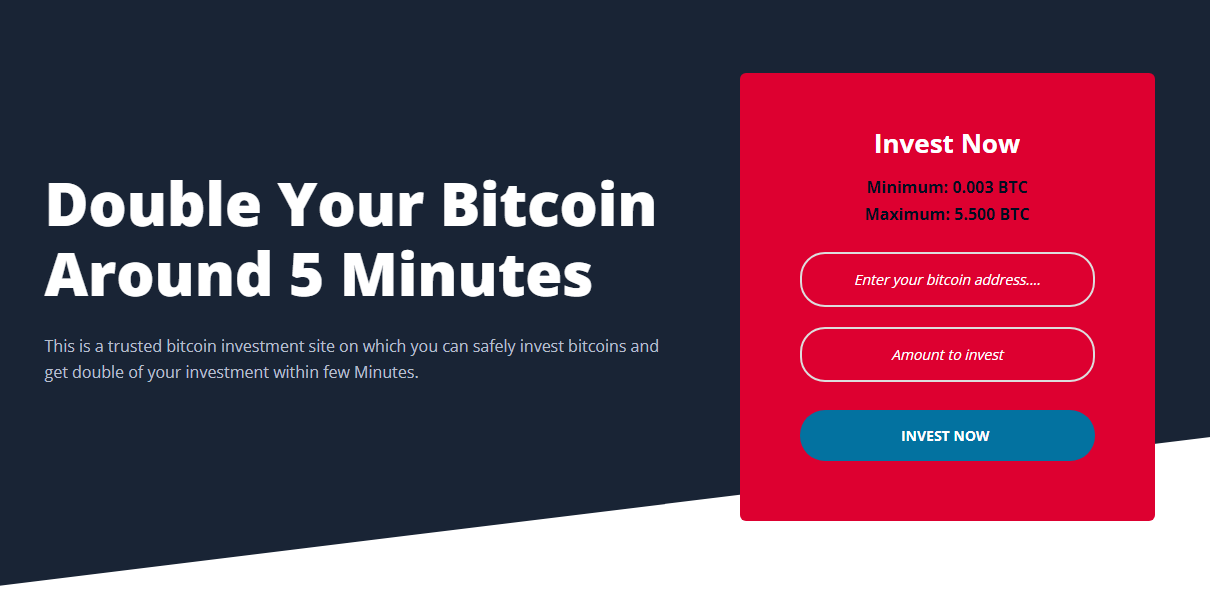 Double Your Bitcoin
Around 5 Minutes
This is a trusted bitcoin investment site on which you can safely invest bitcoins and
get double of your investment within few Minutes.
Invest Now
Minimum: 0.003 BTC
Maximum: 5.500 BTC
Enter your bitcoin address....
Amount to invest
INVEST NOW